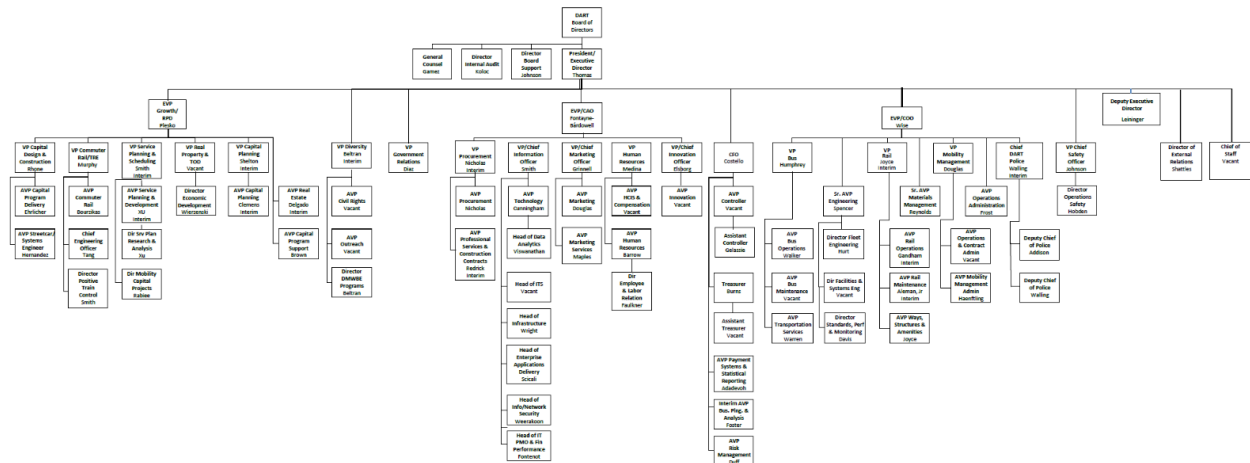 DART
Board of
Directors
General
Counsel
Gamez
Director
Internal Audit
Koloc
Director
Board
Support
Johnson
President/
Executive
Director
Thomas
EVP
Growth/
RPD
Plesko
EVP/CAO
Fontayne-
Bardowell
EVP/COO
Wise
Deputy Executive
Director
Leininger
VP Capital
Design &
Construction
Rhone
VP Commuter
Rail/TRE
Murphy
VP Service
Planning &
Scheduling
Smith
Interim
VP Real
Property &
TOD
Vacant
VP Capital
Planning
Shelton
Interim
VP Diversity
Beltran
Interim
VP
Government
Relations
Diaz
VP
Procurement
Nicholas
Interim
VP/Chief
Information
Officer
Smith
VP/Chief
Marketing
Officer
Grinnell
VP
Human
Resources
Medina
VP/Chief
Innovation
Officer
Elsborg
CEO
Costello
VP
Bus
Humphrey
VP
Rail
Joyce
Interim
VP
Mobility
Management
Douglas
Chief
DART
Police
Walling
Interim
VP Chief
Safety
Officer
Johnson
Director of
External
Relations
Shattles
Chief of
Staff
Vacant
AVP Capital
Program
Delivery
Ehrlicher
AVP Streetcar/
Systems
Engineer
Hernandez
AVP
Commuter
Rail
Bourzikas
Chief
Engineering
Officer
Tang
Director
Positive
Train
Control
Smith
AVP Service
Planning &
Development
XU
Interim
Dir Srv Plan
Research &
Analysis
Xu
Dir Mobility
Capital
Projects
Rabiee
Director
Economic
Development
Wierzenski
AVP Capital
Planning
Clemens
Interim
AVP Real
Estate
Delgado
Interim
AVP Capital
Program
Support
Brown
AVP
Civil Rights
Vacant
AVP
Outreach
Vacant
Director
DMWBE
Programs
Beltran
AVP
Procurement
Nicholas
AVP
Professional
Services &
Construction
Contracts
Fedrick
Interim
AVP
Technology
Cunningham
Head of Data
Analytics
Viswanathan
Head of ITS
Vacant
Head of
Infrastructure
Wright
Head of
Enterprise
Applications
Delivery
Scicali
Head of
Info/Network
Security
Weerakoon
Head of IT
PMO & Fin
Performance
Fontenot
AVP
Marketing
Douglas
AVP
Marketing
Services
Maples
AVP
HCIS &
Compensation
Vacant
AVP
Human
Resources
Barrow
Dir
Employee
& Labor
Relation
Faulkner
AVP
Innovation
Vacant
AVP
Controller
Vacant
Assistant
Controller
Treasurer
Burns
Assistant
Treasurer
Vacant
AVP Payment
Systems &
Statistical
Reporting
Adadevoh
Interim AVP
Bus. Plng. &
Analysis
Foster
AVP
Risk
Management
Duff
AVP
Bus
Operations
Walker
AVP
Bus
Maintenance
Vacant
AVP
Transportation
Services
Warren
Sr. AVP
Engineering
Spencer
Director Fleet
Engineering
Hurt
Dir Facilities &
Systems Eng
Vacant
Director
Standards, Perf
& Monitoring
Davis
Sr. AVP
Materials
Management
Reynolds
AVP
Rail
Operations
Gandham
Interim
AVP Rail
Maintenance
Aleman, Jr
Interim
AVP Ways,
Structures &
Amenities
Joyce
AVP
Operations
Administration
Frost
AVP
Operations
& Contract
Admin
Vacant
AVP Mobility
Management
Admin
Haenftling
Deputy Chief
of Police
Addison
Deputy Chief
of Police
Walling
Director
Operations
Safety
Hobden